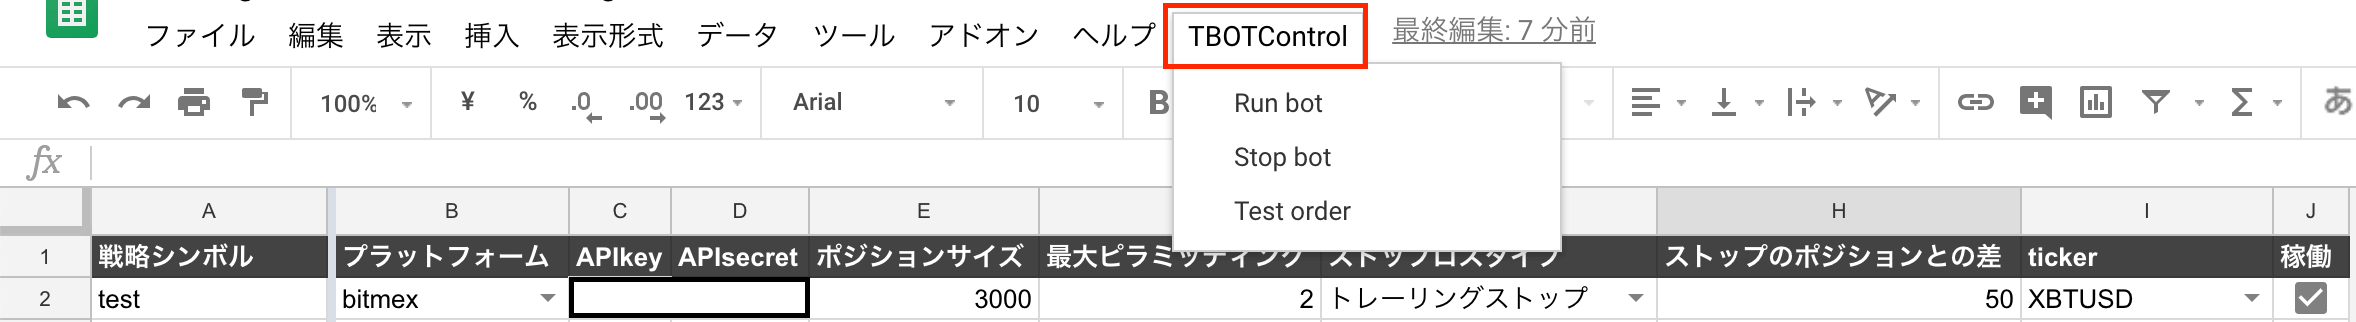 ファイル 編集 表示 挿入 表示形式 データ ツール アドオン ヘルプ TBOTControl 最終編集: 7 分前
100% ¥ % .0 .00 123 Arial 10 B あ
Run bot
Stop bot
Test order
fx
A B C D E H I J
1 戦略シンボル プラットフォーム APIkey APIsecret ポジションサイズ 最大ピラミッティング ストップロスタイプ ストップのポジションとの差 ticker 稼働
2 test bitmex 3000 2 トレーリングストップ 50 XBTUSD